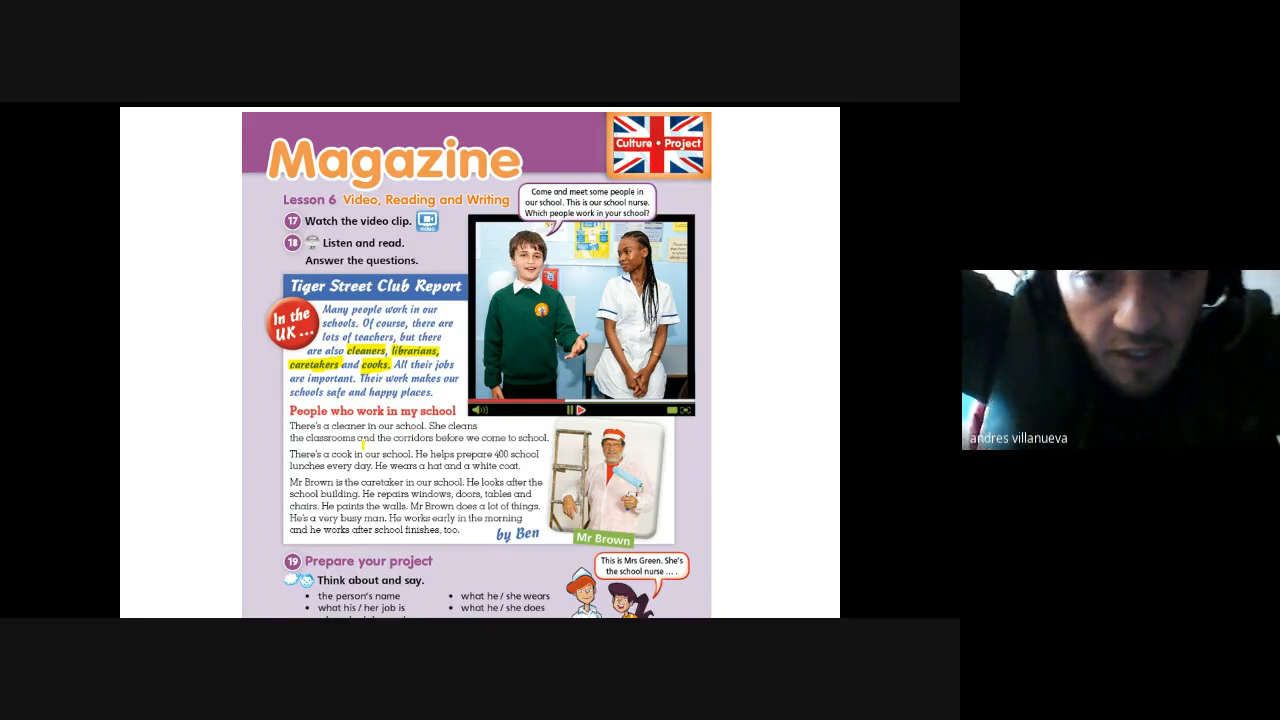 Magazine
Culture • Project
Lesson 6 Video, Reading and Writing
Come and meet some people in
our school. This is our school nurse.
Which people work in your school?
17 Watch the video clip.
video
18 Listen and read.
Answer the questions.
Tiger Street Club Report
In the
UK ...
Many people work in our
schools. Of course, there are
lots of teachers, but there
are also cleaners, librarians,
caretakers and cooks. All their jobs
are important. Their work makes our
schools safe and happy places.
People who work in my school
There's a cleaner in our school. She cleans
the classrooms and the corridors before we come to school.
There's a cook in our school. He helps prepare 400 school
lunches every day. He wears a hat and a white coat.
Mr Brown is the caretaker in our school. He looks after the
school building. He repairs windows, doors, tables and
chairs. He paints the walls. Mr Brown does a lot of things.
He's a very busy man. He works early in the morning
and he works after school finishes, too.
by Ben
Mr Brown
19 Prepare your project
Think about and say.
• the person's name
• what his / her job is
• what he / she wears
• what he / she does
This is Mrs Green. She's
the school nurse ... .
andres villanueva